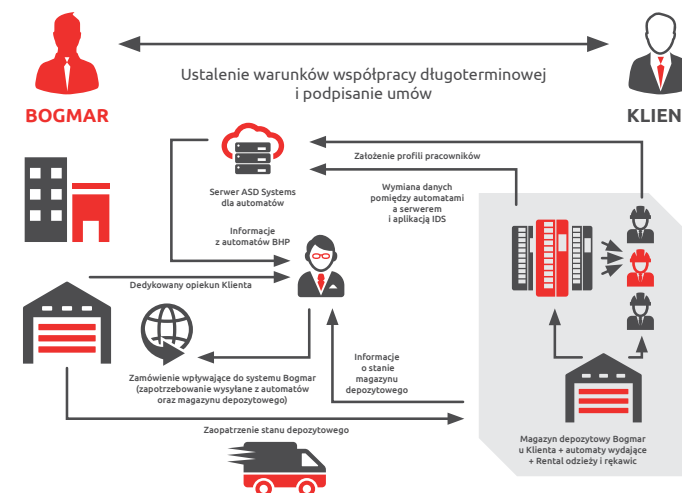 Ustalenie warunków współpracy długoterminowej
i podpisanie umów
BOGMAR
KLIEN
Założenie profili pracowników
Serwer ASD Systems
dla automatów
Wymiana danych
pomiędzy automatami
a serwerem
i aplikacją IDS
Informacje
z automatów BHP
Dedykowany opiekun Klienta
Zamówienie wpływające do systemu Bogmar
(zapotrzebowanie wysyłane z automatów
oraz magazynu depozytowego)
Informacje
o stanie
magazynu
depozytowego
Zaopatrzenie stanu depozytowego
Magazyn depozytowy Bogmar
u Klienta + automaty wydające
+ Rental odzieży i rękawic